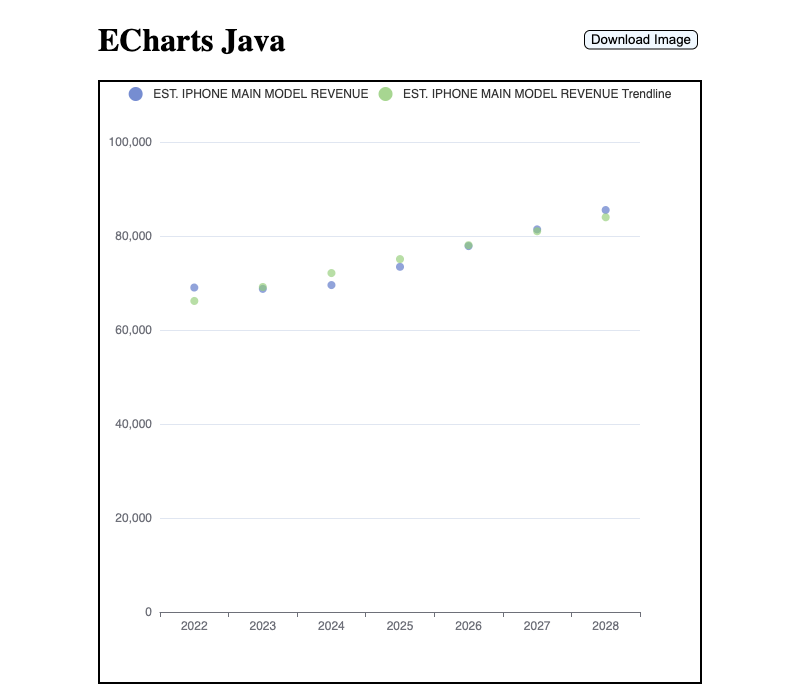 ECharts Java
Download Image
EST. IPHONE MAIN MODEL REVENUE
EST. IPHONE MAIN MODEL REVENUE Trendline
100,000
80,000
60,000
40,000
20,000
0
2022 2023 2024 2025 2026 2027 2028